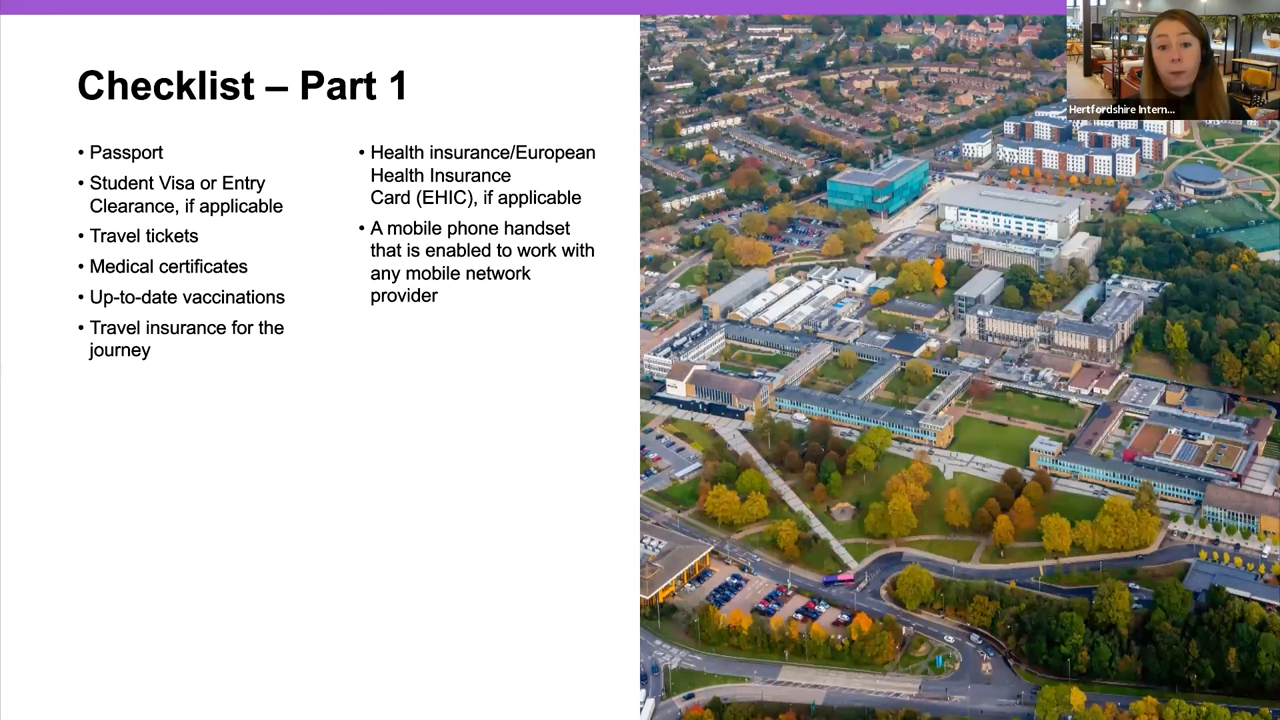 Checklist – Part 1
• Passport
• Student Visa or Entry
Clearance, if applicable
• Travel tickets
• Medical certificates
• Up-to-date vaccinations
• Travel insurance for the
journey
• Health insurance/European
Health Insurance
Card (EHIC), if applicable
• A mobile phone handset
that is enabled to work with
any mobile network
provider
Hertfordshire Intern...